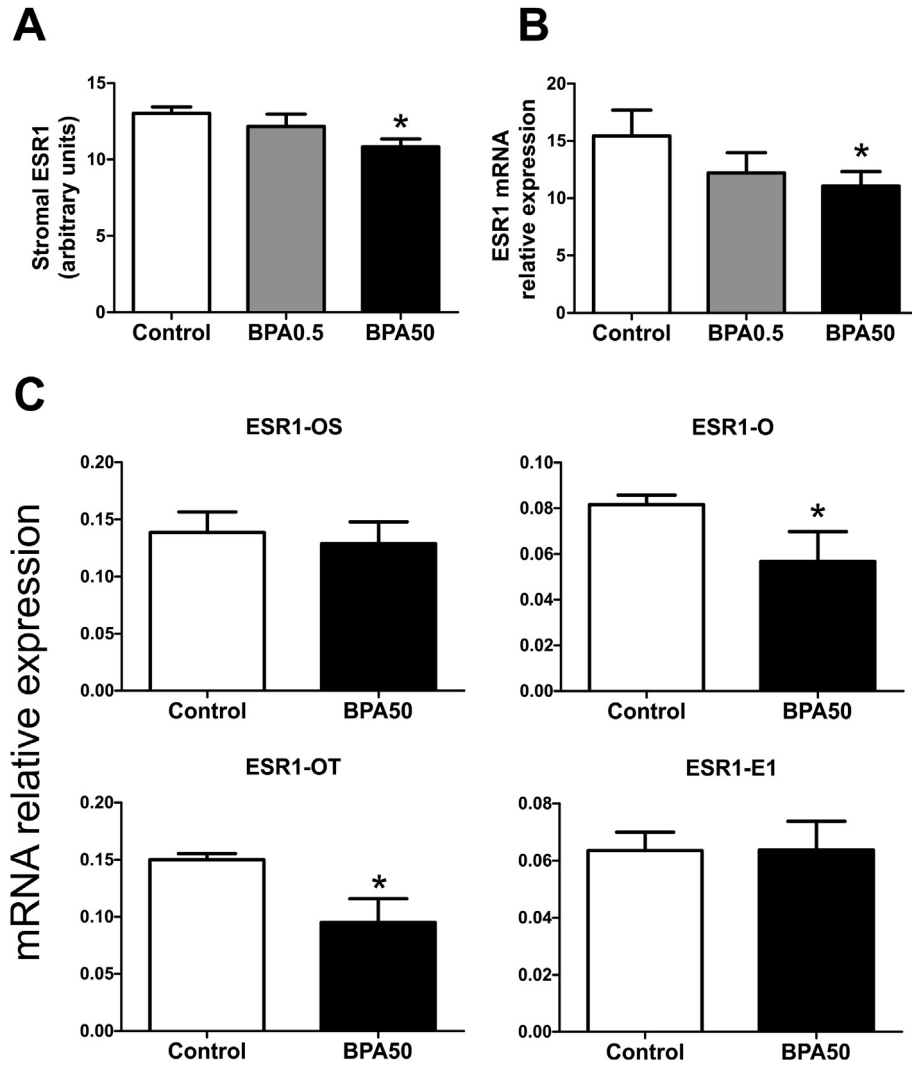 A
Stromal ESR1
(arbitrary units)
15
10
5
0
*
Control
BPA0.5
BPA50
B
ESR1 mRNA
relative expression
20
15
10
5
0
*
Control
BPA0.5
BPA50
C
mRNA relative expression
ESR1-OS
0.20
0.15
0.10
0.05
0.00
Control
BPA50
ESR1-O
0.10
0.08
0.06
0.04
0.02
0.00
*
Control
BPA50
ESR1-OT
0.20
0.15
0.10
0.05
0.00
*
Control
BPA50
ESR1-E1
0.08
0.06
0.04
0.02
0.00
Control
BPA50